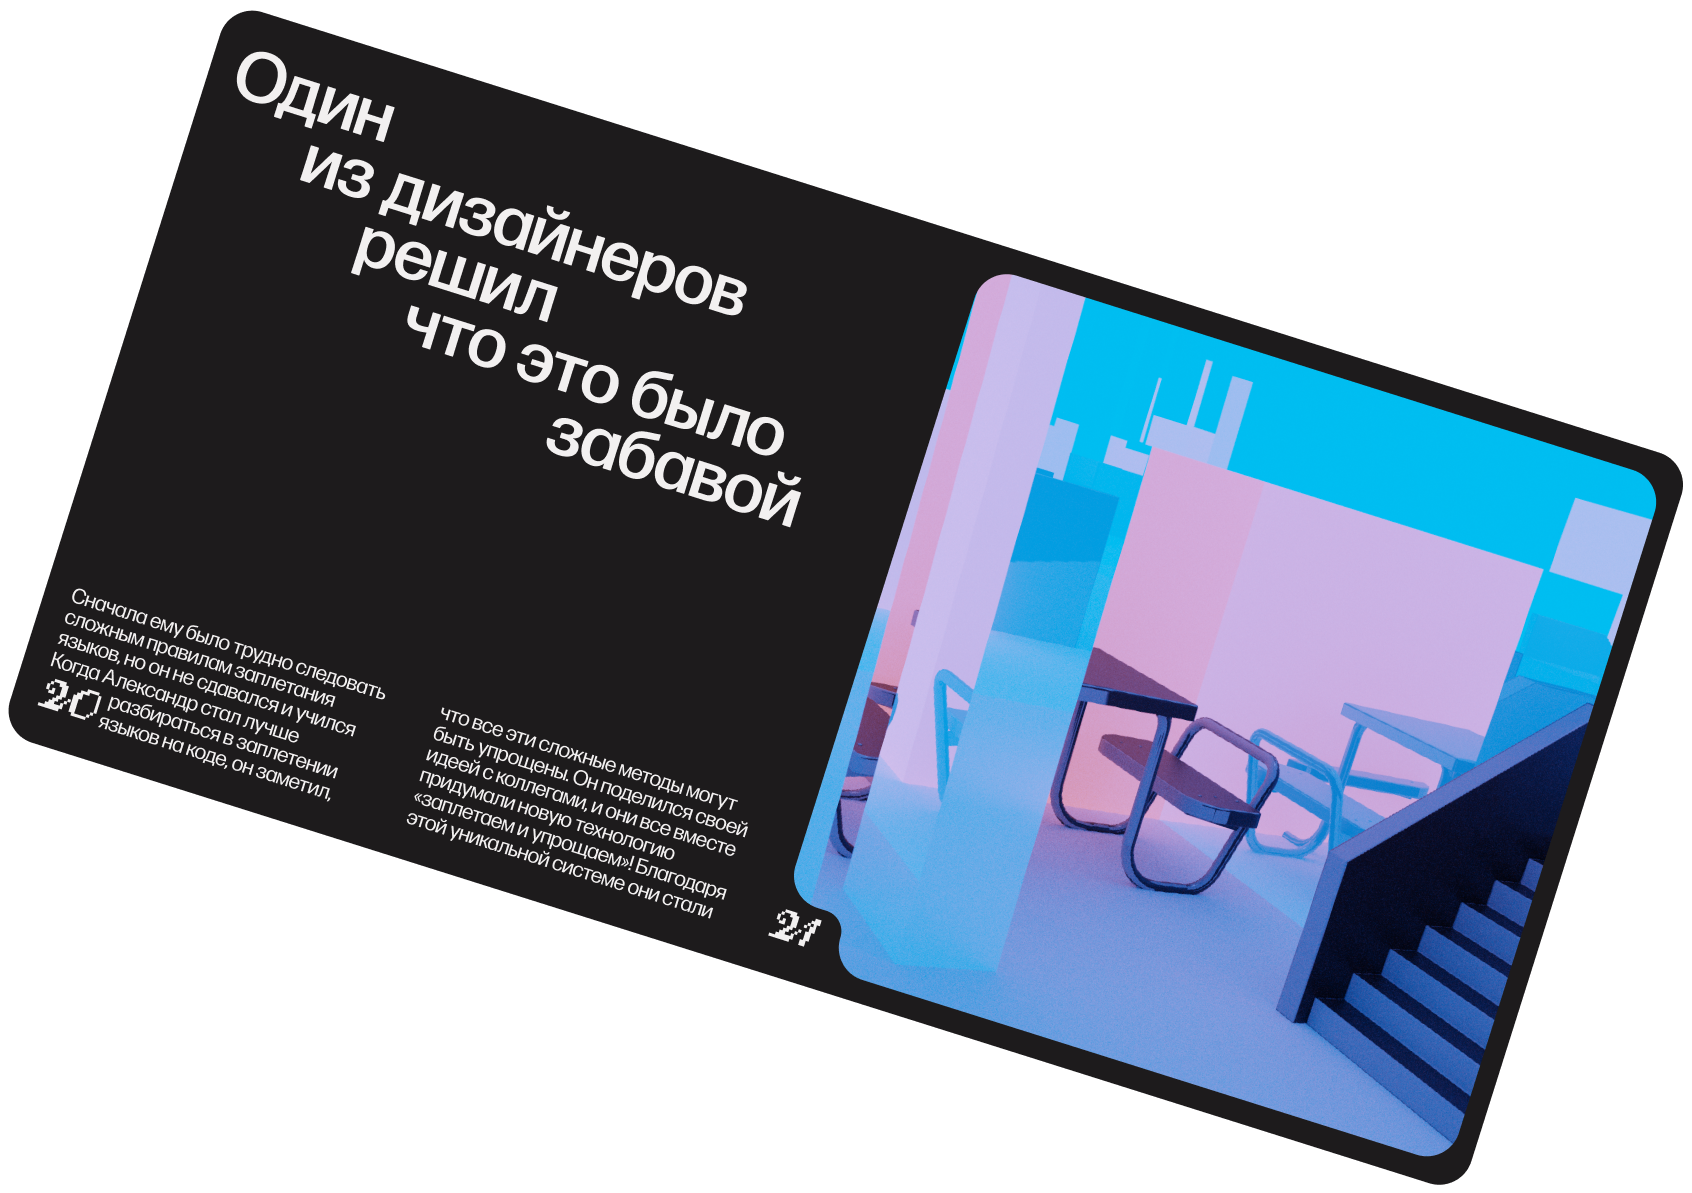 Один
из дизайнеров
решил
что это было
забавой
Сначала ему было трудно следовать
сложным правилам заплетания
языков, но он не сдавался и учился
Когда Александр стал лучше
разбираться в заплетении
языков на коде, он заметил,
20
что все эти сложные методы могут
быть упрощены. Он поделился своей
идеей с коллегами, и они все вместе
придумали новую технологию
«заплетаем и упрощаем»! Благодаря
этой уникальной системе они стали
21